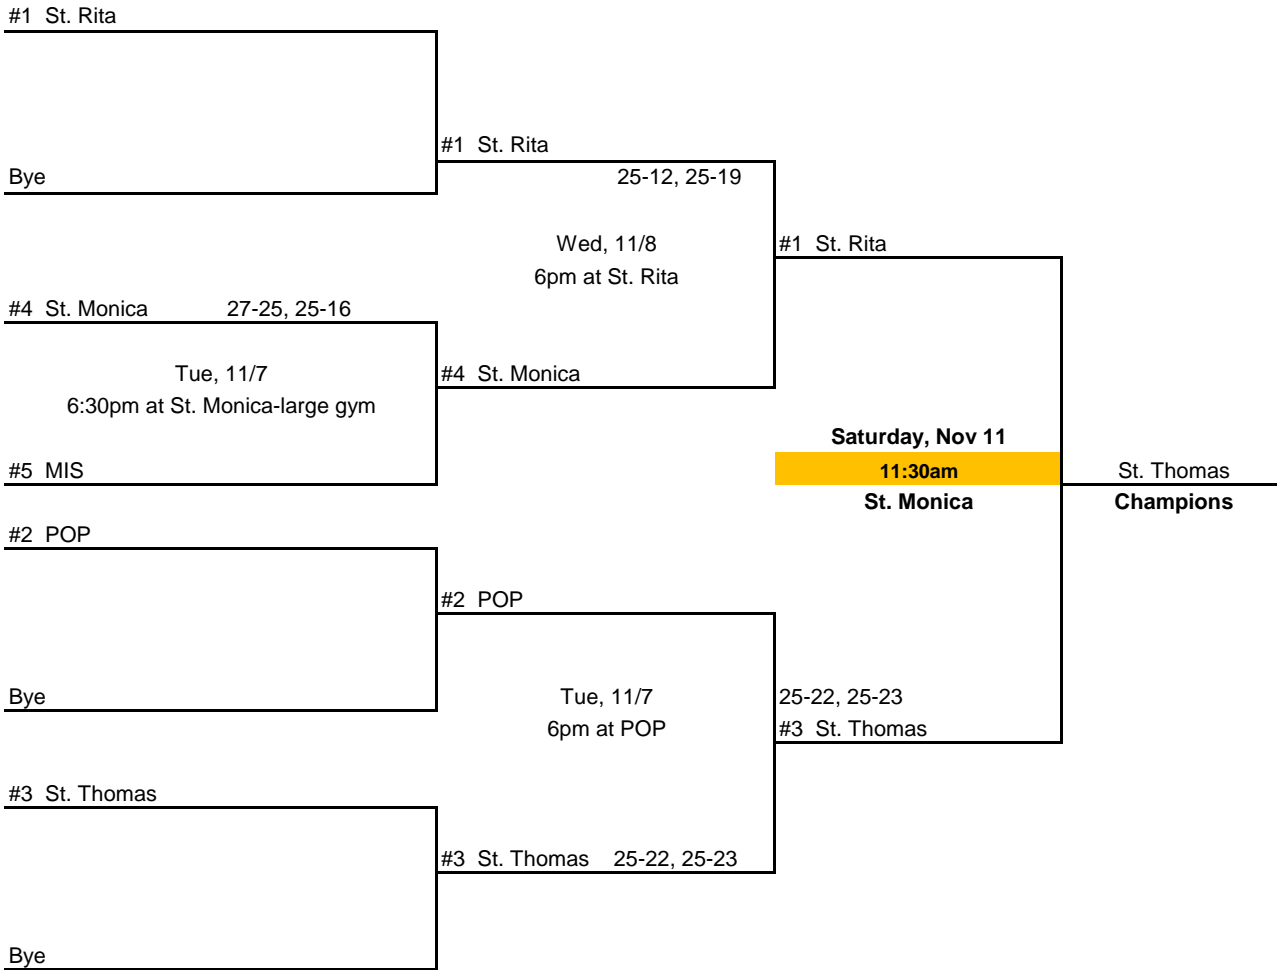 #1 St. Rita
#1 St. Rita
Bye
25-12, 25-19
Wed, 11/8
#1 St. Rita
6pm at St. Rita
#4 St. Monica 27-25, 25-16
Tue, 11/7
#4 St. Monica
6:30pm at St. Monica-large gym
Saturday, Nov 11
#5 MIS
11:30am
St. Thomas
St. Monica
Champions
#2 POP
#2 POP
Bye
Tue, 11/7
25-22, 25-23
6pm at POP
#3 St. Thomas
#3 St. Thomas
#3 St. Thomas 25-22, 25-23
Bye